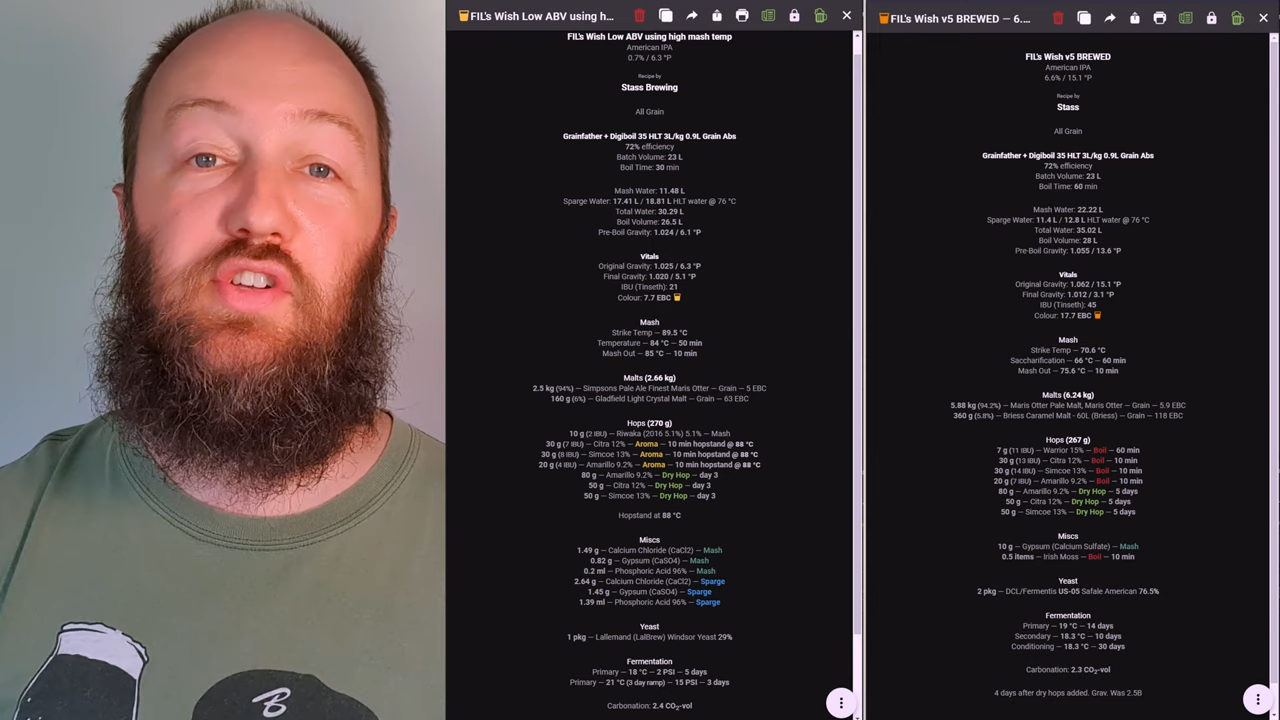 FIL's Wish Low ABV using h...
FIL's Wish Low ABV using high mash temp
American IPA
0.7% / 6.3 °P
Recipe by
Stass Brewing
All Grain
Grainfather + Digiboil 35 HLT 3L/kg 0.9L Grain Abs
72% efficiency
Batch Volume: 23 L
Boil Time: 30 min
Mash Water: 11.48 L
Sparge Water: 17.41 L / 18.81 L HLT water @ 76 °C
Total Water: 30.29 L
Boil Volume: 26.5 L
Pre-Boil Gravity: 1.024 / 6.1 °P
Vitals
Original Gravity: 1.025 / 6.3 °P
Final Gravity: 1.020 / 5.1 °P
IBU (Tinseth): 21
Colour: 7.7 EBC
Mash
Strike Temp — 89.5 °C
Temperature — 84 °C — 50 min
Mash Out — 85 °C — 10 min
Malts (2.66 kg)
2.5 kg (94%) — Simpsons Pale Ale Finest Maris Otter — Grain — 5 EBC
160 g (6%) — Gladfield Light Crystal Malt — Grain — 63 EBC
Hops (270 g)
10 g (2 IBU) — Riwaka (2016 5.1%) 5.1% — Mash
30 g (7 IBU) — Citra 12% — Aroma — 10 min hopstand @ 88 °C
30 g (8 IBU) — Simcoe 13% — Aroma — 10 min hopstand @ 88 °C
20 g (4 IBU) — Amarillo 9.2% — Aroma — 10 min hopstand @ 88 °C
80 g — Amarillo 9.2% — Dry Hop — day 3
50 g — Citra 12% — Dry Hop — day 3
50 g — Simcoe 13% — Dry Hop — day 3
Hopstand at 88 °C
Miscs
1.49 g — Calcium Chloride (CaCl2) — Mash
0.82 g — Gypsum (CaSO4) — Mash
0.2 ml — Phosphoric Acid 96% — Mash
2.64 g — Calcium Chloride (CaCl2) — Sparge
1.45 g — Gypsum (CaSO4) — Sparge
1.39 ml — Phosphoric Acid 96% — Sparge
Yeast
1 pkg — Lallemand (LalBrew) Windsor Yeast 29%
Fermentation
Primary — 18 °C — 2 PSI — 5 days
Primary — 21 °C (3 day ramp) — 15 PSI — 3 days
Carbonation: 2.4 CO2-vol
FIL's Wish v5 BREWED — 6....
FIL's Wish v5 BREWED
American IPA
6.6% / 15.1 °P
Recipe by
Stass
All Grain
Grainfather + Digiboil 35 HLT 3L/kg 0.9L Grain Abs
72% efficiency
Batch Volume: 23 L
Boil Time: 60 min
Mash Water: 22.22 L
Sparge Water: 11.4 L / 12.8 L HLT water @ 76 °C
Total Water: 35.02 L
Boil Volume: 28 L
Pre-Boil Gravity: 1.055 / 13.6 °P
Vitals
Original Gravity: 1.062 / 15.1 °P
Final Gravity: 1.012 / 3.1 °P
IBU (Tinseth): 45
Colour: 17.7 EBC
Mash
Strike Temp — 70.6 °C
Saccharification — 66 °C — 60 min
Mash Out — 75.6 °C — 10 min
Malts (6.24 kg)
5.88 kg (94.2%) — Maris Otter Pale Malt, Maris Otter — Grain — 5.9 EBC
360 g (5.8%) — Briess Caramel Malt - 60L (Briess) — Grain — 118 EBC
Hops (267 g)
7 g (11 IBU) — Warrior 15% — Boil — 60 min
30 g (13 IBU) — Citra 12% — Boil — 10 min
30 g (14 IBU) — Simcoe 13% — Boil — 10 min
20 g (7 IBU) — Amarillo 9.2% — Boil — 10 min
80 g — Amarillo 9.2% — Dry Hop — 5 days
50 g — Citra 12% — Dry Hop — 5 days
50 g — Simcoe 13% — Dry Hop — 5 days
Miscs
10 g — Gypsum (Calcium Sulfate) — Mash
0.5 items — Irish Moss — Boil — 10 min
Yeast
2 pkg — DCL/Fermentis US-05 Safale American 76.5%
Fermentation
Primary — 19 °C — 14 days
Secondary — 18.3 °C — 10 days
Conditioning — 18.3 °C — 30 days
Carbonation: 2.3 CO2-vol
4 days after dry hops added. Grav. Was 2.5B
B